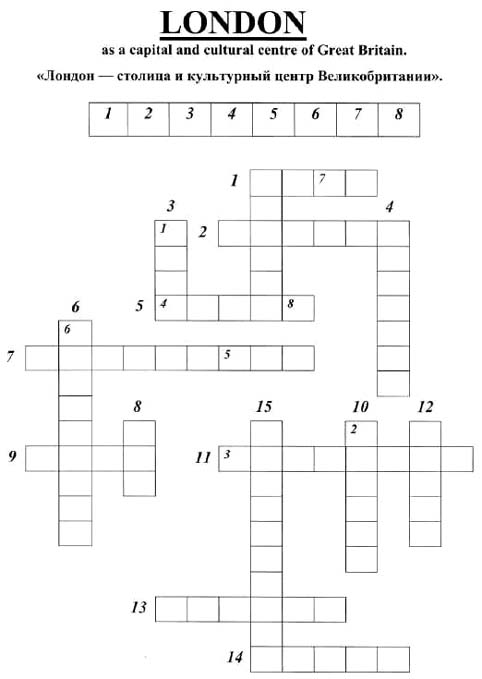 LONDON
as a capital and cultural centre of Great Britain.
«Лондон — столица и культурный центр Великобритании».
1 2 3 4 5 6 7 8
1 7
3 4
1 2
6 5 4 8
6
7 5
8 15 10 12
2
9 11 3
13
14